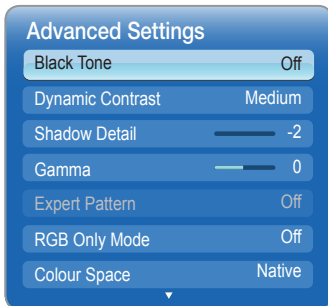 Advanced Settings
Black Tone Off
Dynamic Contrast Medium
Shadow Detail -2
Gamma 0
Expert Pattern Off
RGB Only Mode Off
Colour Space Native